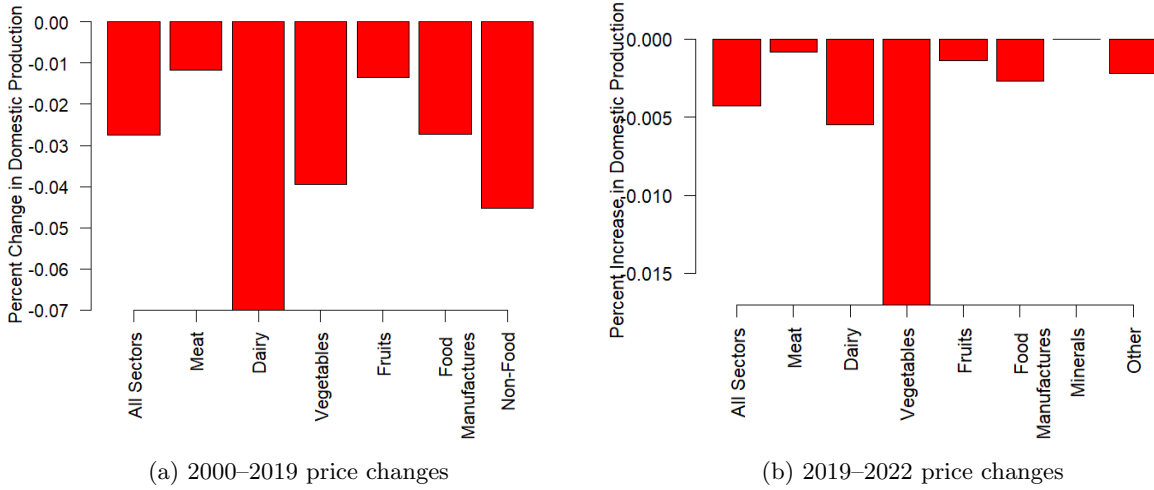 Percent Change in Domestic Production
0.00
-0.01
-0.02
-0.03
-0.04
-0.05
-0.06
-0.07
All Sectors
Meat
Dairy
Vegetables
Fruits
Food
Manufactures
Non-Food
(a) 2000–2019 price changes
Percent Increase in Domestic Production
0.000
-0.005
-0.010
-0.015
All Sectors
Meat
Dairy
Vegetables
Fruits
Food
Manufactures
Minerals
Other
(b) 2019–2022 price changes